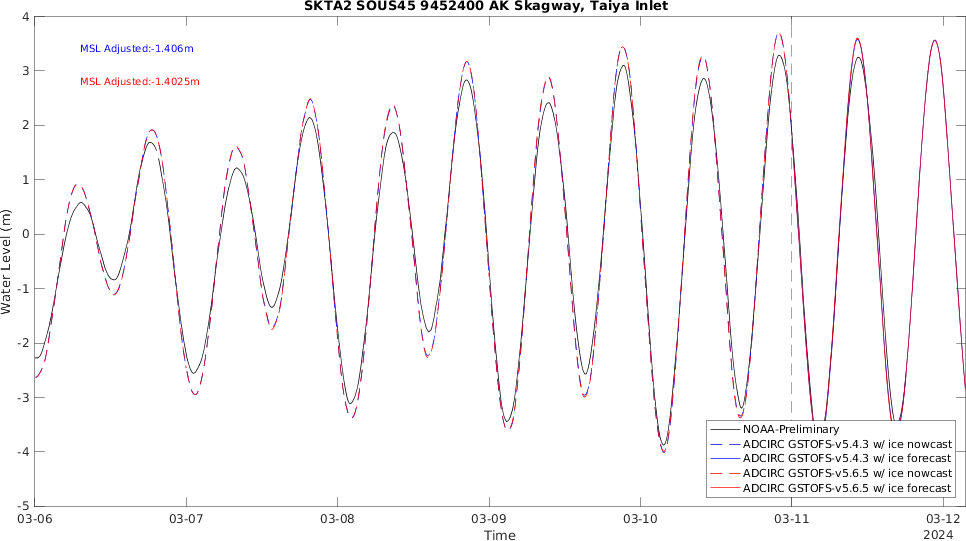 SKTA2 SOUS45 9452400 AK Skagway, Taiya Inlet
4
MSL Adjusted:-1.406m
3
MSL Adjusted:-1.4025m
2
1
0
-1
-2
-3
-4
-5
Water Level (m)
NOAA-Preliminary
ADCIRC GSTOFS-v5.4.3 w/ ice nowcast
ADCIRC GSTOFS-v5.4.3 w/ ice forecast
ADCIRC GSTOFS-v5.6.5 w/ ice nowcast
ADCIRC GSTOFS-v5.6.5 w/ ice forecast
03-06 03-07 03-08 03-09 03-10 03-11 03-12
Time
2024